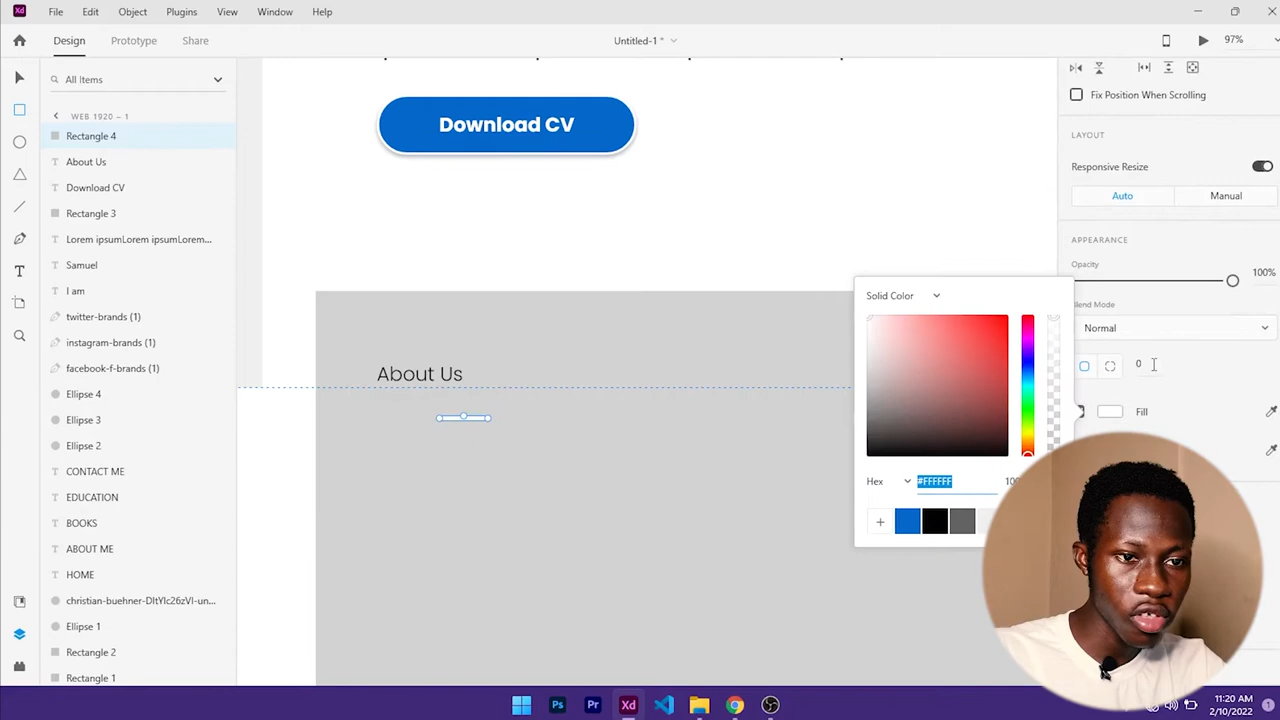 Xd File Edit Object Plugins View Window Help
Design Prototype Share Untitled-1 * 97%
All Items
WEB 1920 – 1
Rectangle 4
About Us
Download CV
Rectangle 3
Lorem ipsumLorem ipsumLorem...
Samuel
I am
twitter-brands (1)
instagram-brands (1)
facebook-f-brands (1)
Ellipse 4
Ellipse 3
Ellipse 2
CONTACT ME
EDUCATION
BOOKS
ABOUT ME
HOME
christian-buehner-DItYlc26zVI-un...
Ellipse 1
Rectangle 2
Rectangle 1
Download CV
About Us
Solid Color
Hex #FFFFFF
Fix Position When Scrolling
LAYOUT
Responsive Resize
Auto Manual
APPEARANCE
Opacity
100%
Blend Mode
Normal
0
Fill
Ps Pr Xd
11:20 AM
2/10/2022